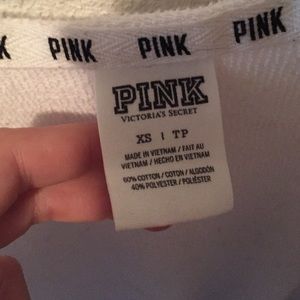 K PINK PINK PINK
PINK
VICTORIA'S SECRET
XS | TP
MADE IN VIETNAM / FAIT AU
VIETNAM / HECHO EN VIETNAM
60% COTTON / COTON / ALGODÓN
40% POLYESTER / POLIÉSTER